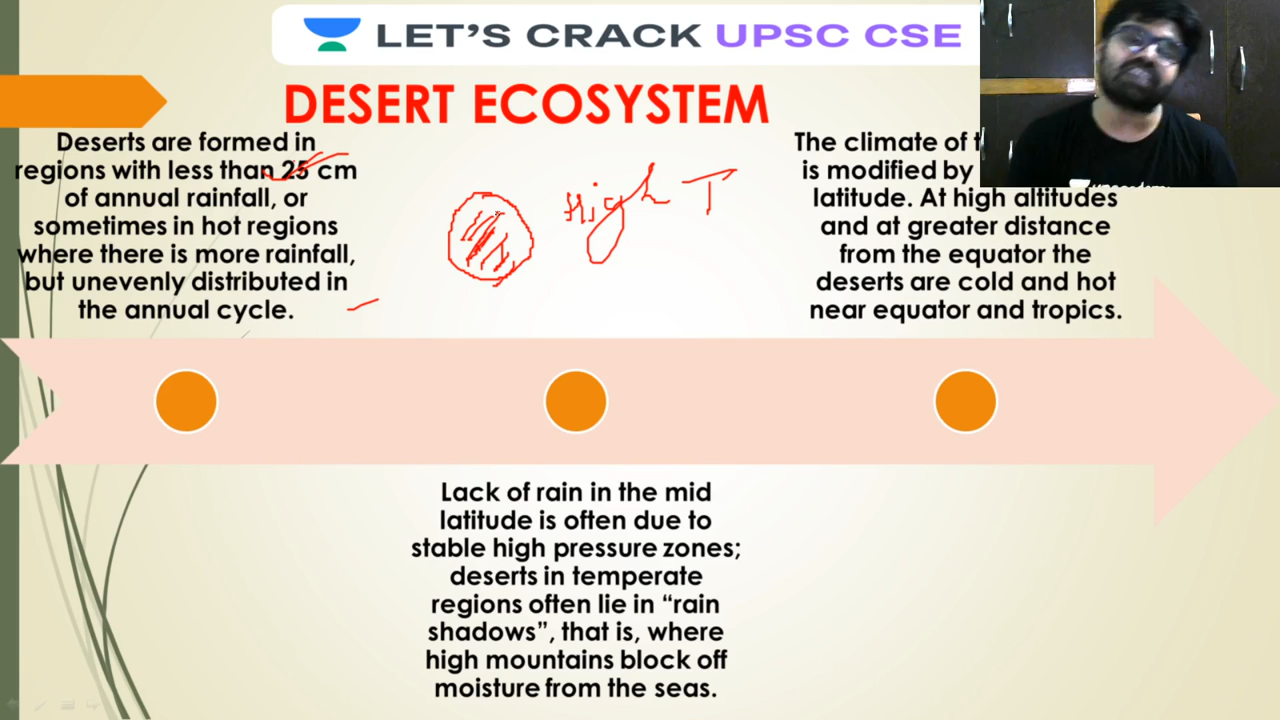 LET'S CRACK UPSC CSE
DESERT ECOSYSTEM
Deserts are formed in
regions with less than 25 cm
of annual rainfall, or
sometimes in hot regions
where there is more rainfall,
but unevenly distributed in
the annual cycle.
High T
Lack of rain in the mid
latitude is often due to
stable high pressure zones;
deserts in temperate
regions often lie in “rain
shadows”, that is, where
high mountains block off
moisture from the seas.
The climate of
is modified by
latitude. At high altitudes
and at greater distance
from the equator the
deserts are cold and hot
near equator and tropics.